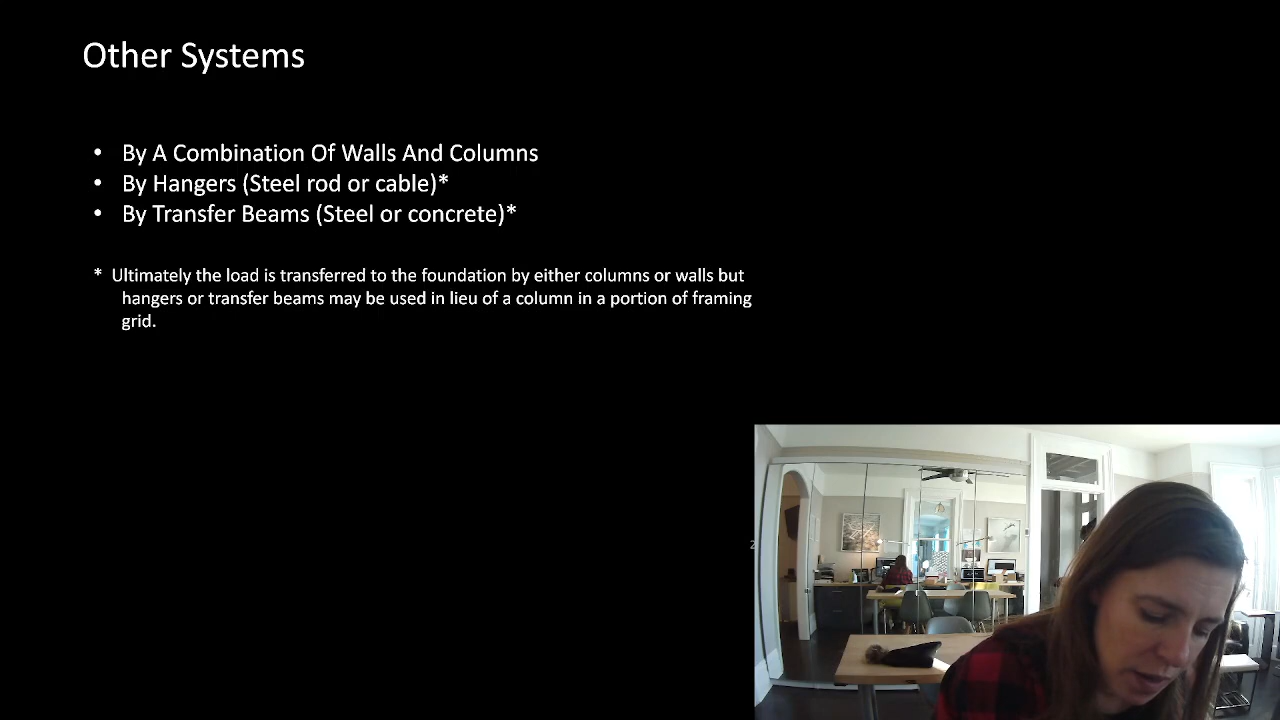 Other Systems
• By A Combination Of Walls And Columns
• By Hangers (Steel rod or cable)*
• By Transfer Beams (Steel or concrete)*
* Ultimately the load is transferred to the foundation by either columns or walls but
hangers or transfer beams may be used in lieu of a column in a portion of framing
grid.